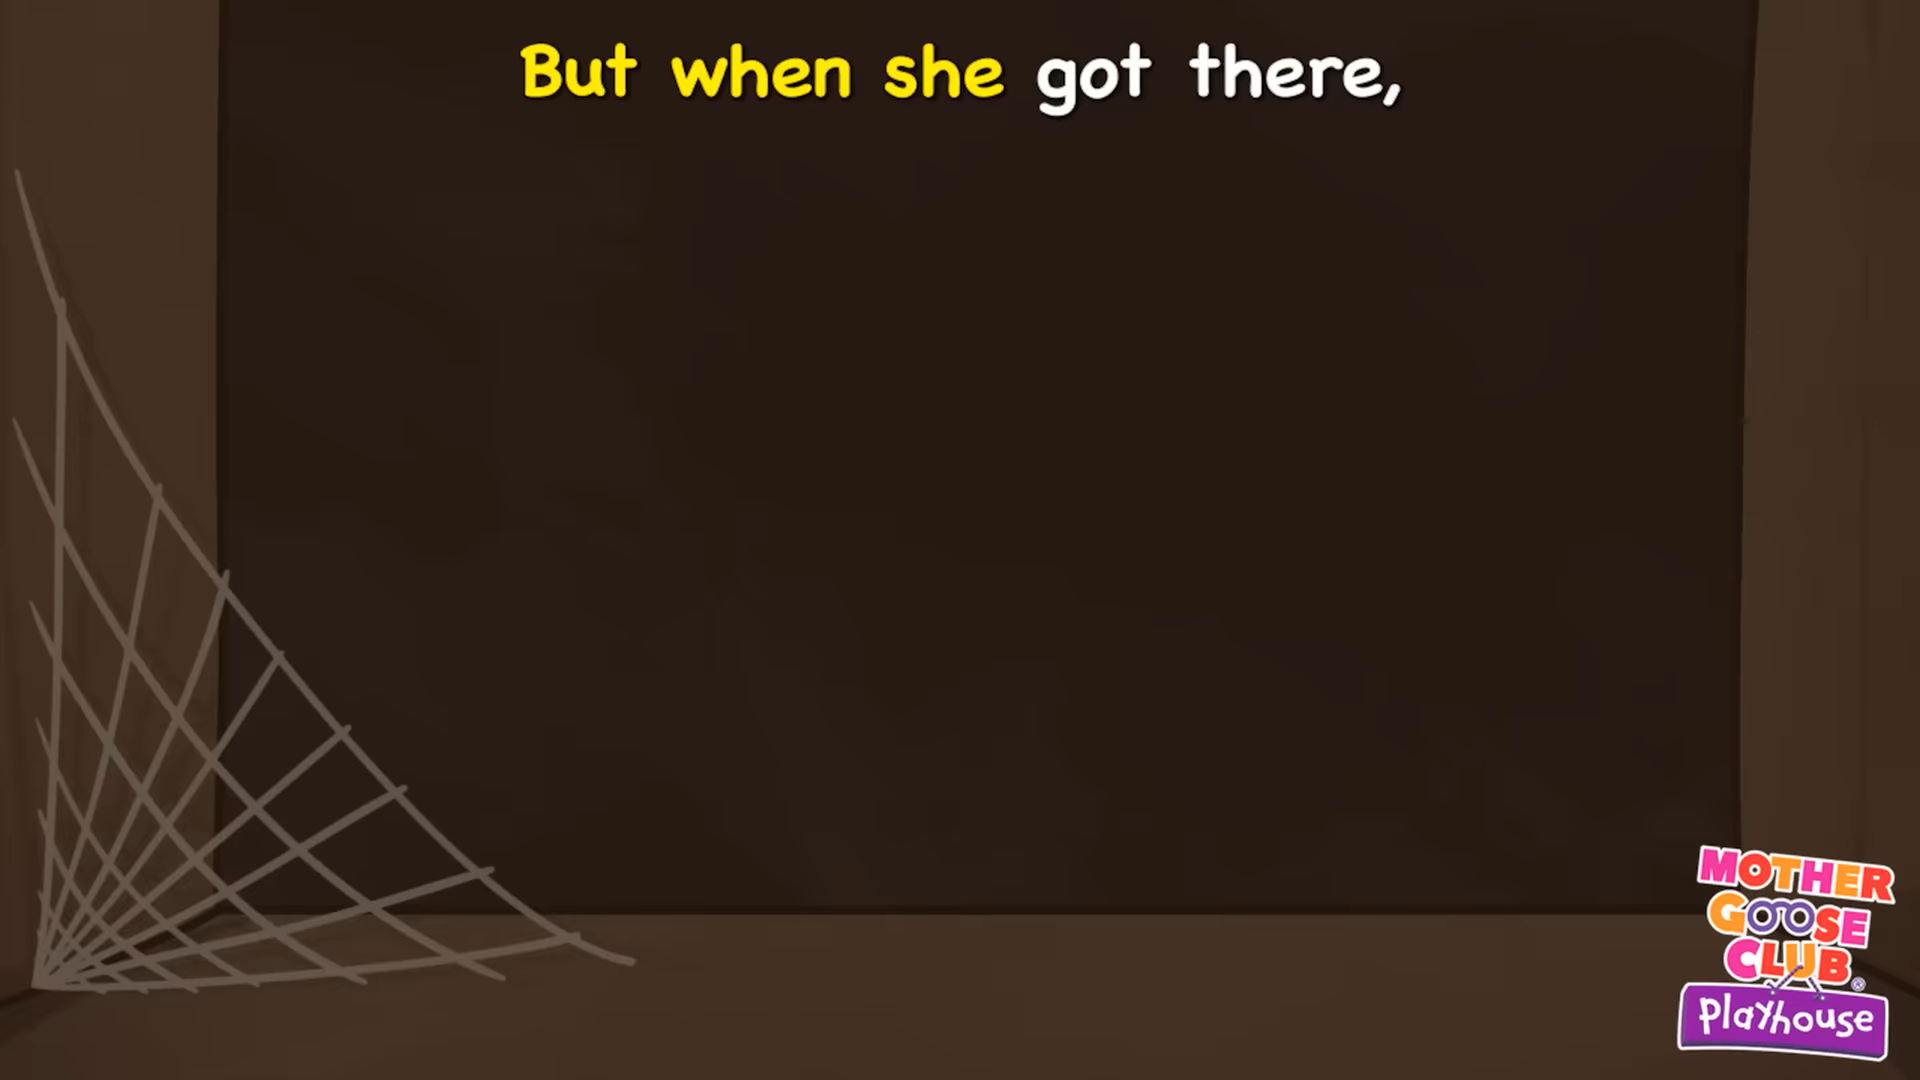 But when she got there,
MOTHER
GOOSE
CLUB
®
Playhouse